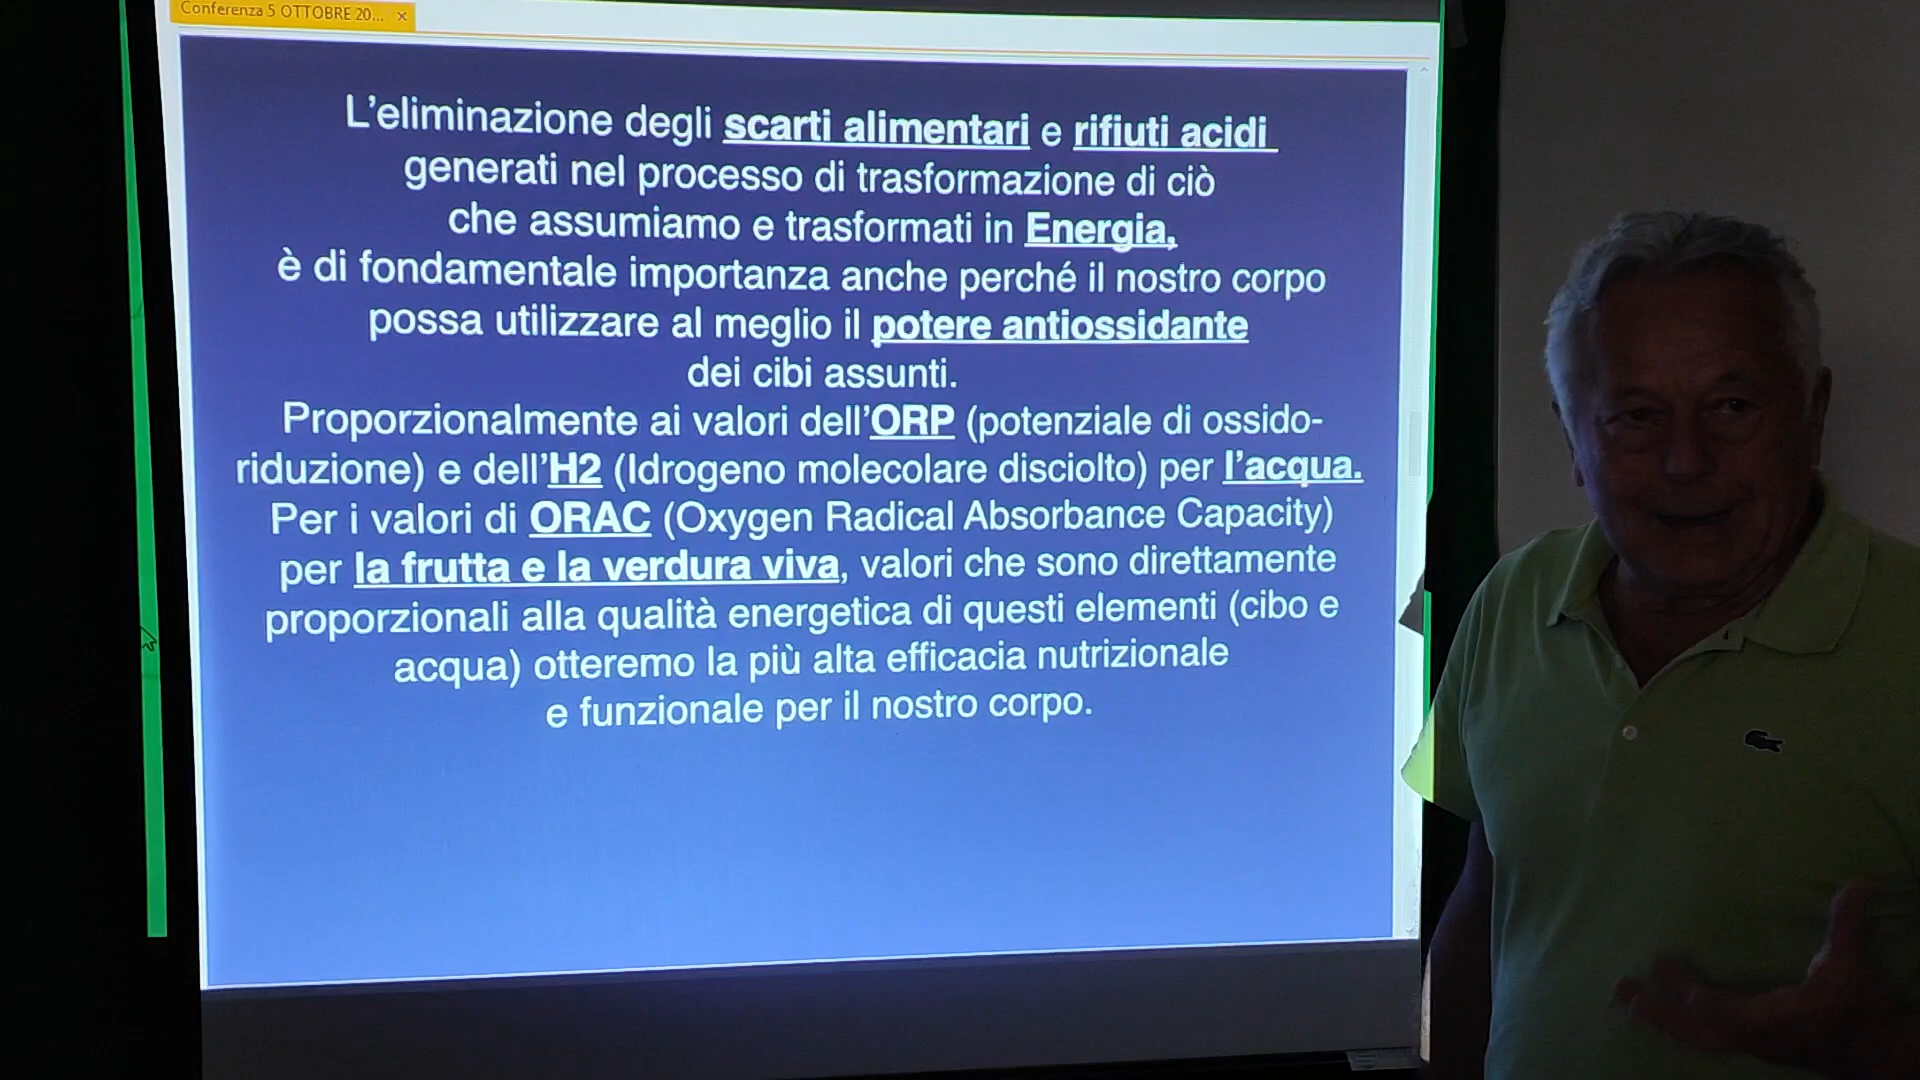 Conferenza 5 OTTOBRE 20...
L'eliminazione degli scarti alimentari e rifiuti acidi
generati nel processo di trasformazione di ciò
che assumiamo e trasformati in Energia,
è di fondamentale importanza anche perché il nostro corpo
possa utilizzare al meglio il potere antiossidante
dei cibi assunti.
Proporzionalmente ai valori dell'ORP (potenziale di ossido-
riduzione) e dell'H2 (Idrogeno molecolare disciolto) per l'acqua.
Per i valori di ORAC (Oxygen Radical Absorbance Capacity)
per la frutta e la verdura viva, valori che sono direttamente
proporzionali alla qualità energetica di questi elementi (cibo e
acqua) otteremo la più alta efficacia nutrizionale
e funzionale per il nostro corpo.